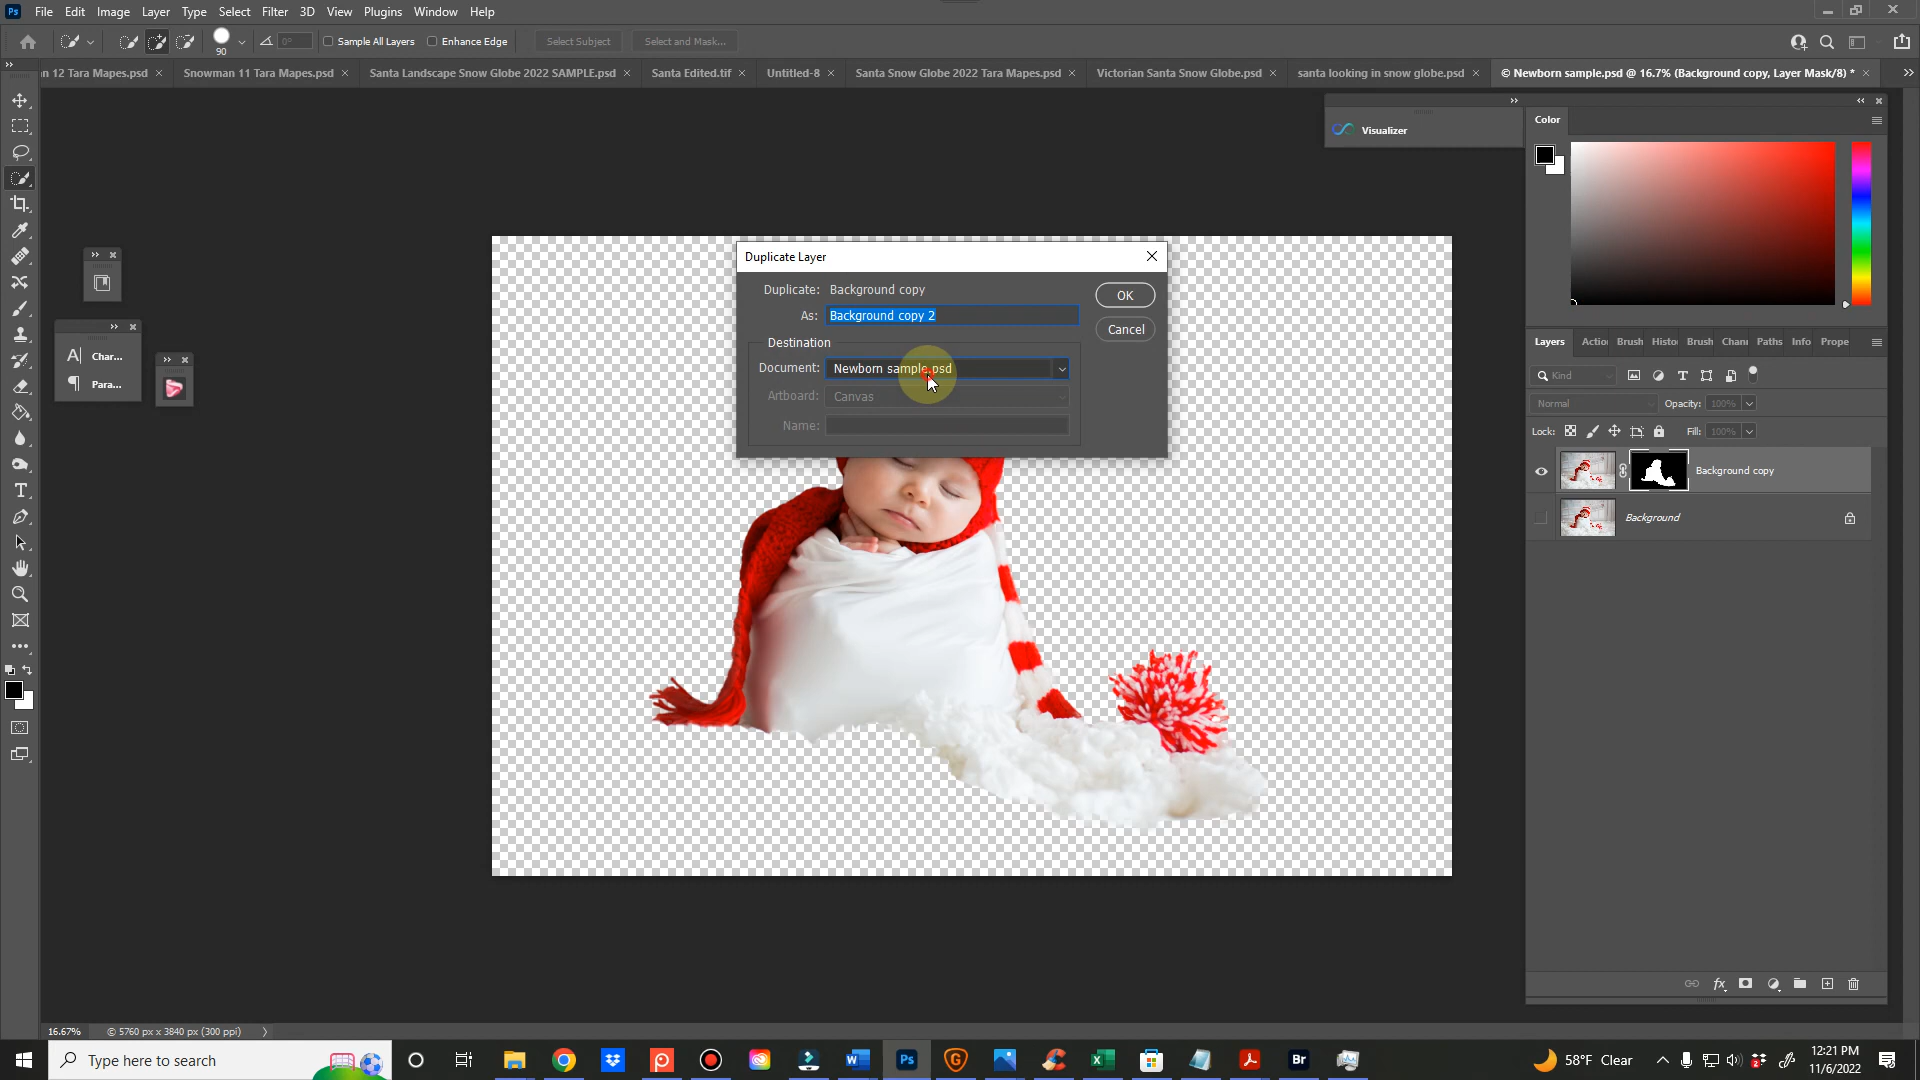 Ps File Edit Image Layer Type Select Filter 3D View Plugins Window Help
90 0° Sample All Layers Enhance Edge Select Subject Select and Mask...
n 12 Tara Mapes.psd × Snowman 11 Tara Mapes.psd × Santa Landscape Snow Globe 2022 SAMPLE.psd × Santa Edited.tif × Untitled-8 × Santa Snow Globe 2022 Tara Mapes.psd × Victorian Santa Snow Globe.psd × santa looking in snow globe.psd × © Newborn sample.psd @ 16.7% (Background copy, Layer Mask/8) * ×
Visualizer
Color
Duplicate Layer
Duplicate: Background copy
As: Background copy 2
OK
Cancel
Destination
Document: Newborn sample.psd
Artboard: Canvas
Name:
Char...
Para...
Layers Action Brush Histo Brush Chann Paths Info Prope
Kind
Normal Opacity: 100%
Lock: Fill: 100%
Background copy
Background
fx
16.67% © 5760 px x 3840 px (300 ppi)
Type here to search
58°F Clear
12:21 PM
11/6/2022